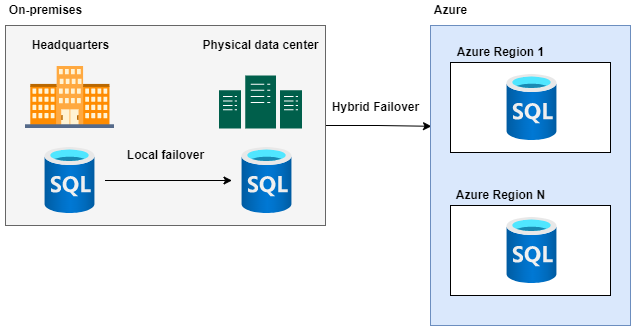 On-premises
Azure
Headquarters
Physical data center
Azure Region 1
SQL
Hybrid Failover
Local failover
SQL
SQL
Azure Region N
SQL